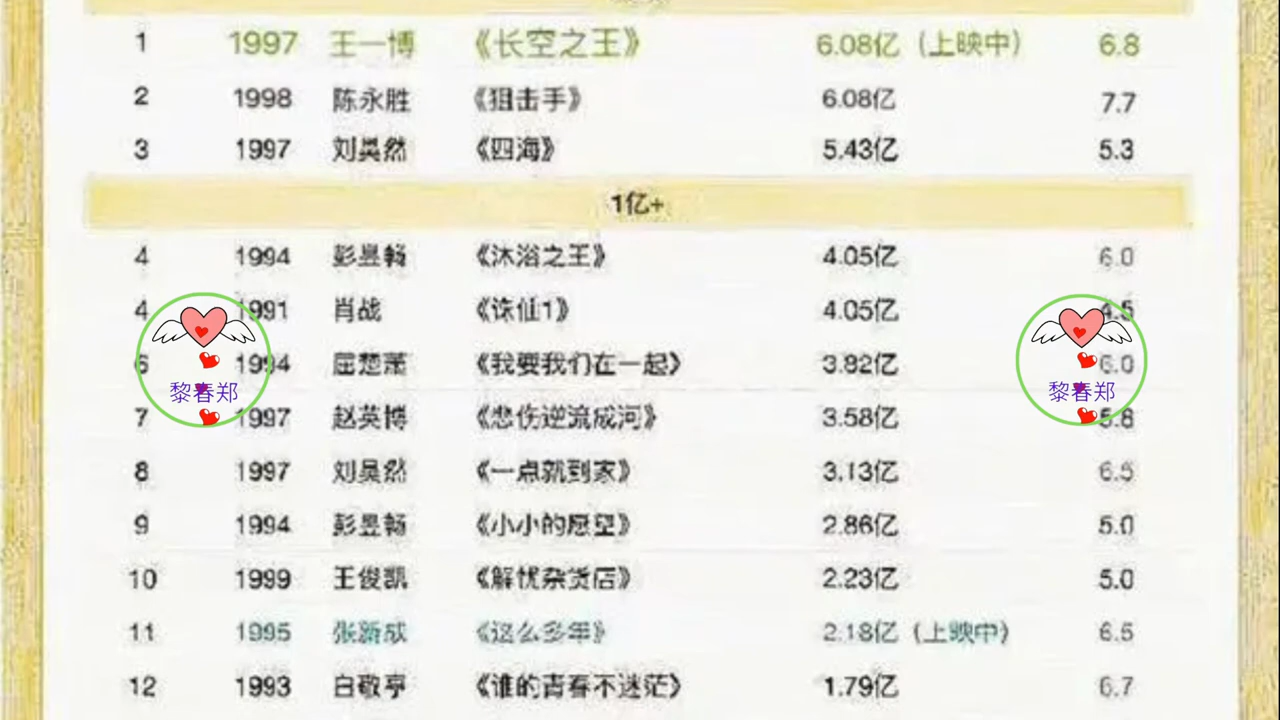 1 1997 王一博 《长空之王》 6.08亿（上映中） 6.8
2 1998 陈永胜 《狙击手》 6.08亿 7.7
3 1997 刘昊然 《四海》 5.43亿 5.3
1亿+
4 1994 彭昱畅 《沐浴之王》 4.05亿 6.0
4 1991 肖战 《诛仙1》 4.05亿 4.5
6 1994 屈楚萧 《我要我们在一起》 3.82亿 6.0
黎春郑 黎春郑
7 1997 赵英博 《悲伤逆流成河》 3.58亿 5.8
8 1997 刘昊然 《一点就到家》 3.13亿 6.5
9 1994 彭昱畅 《小小的愿望》 2.86亿 5.0
10 1999 王俊凯 《解忧杂货店》 2.23亿 5.0
11 1995 张新成 《这么多年》 2.18亿（上映中） 6.5
12 1993 白敬亭 《谁的青春不迷茫》 1.79亿 6.7